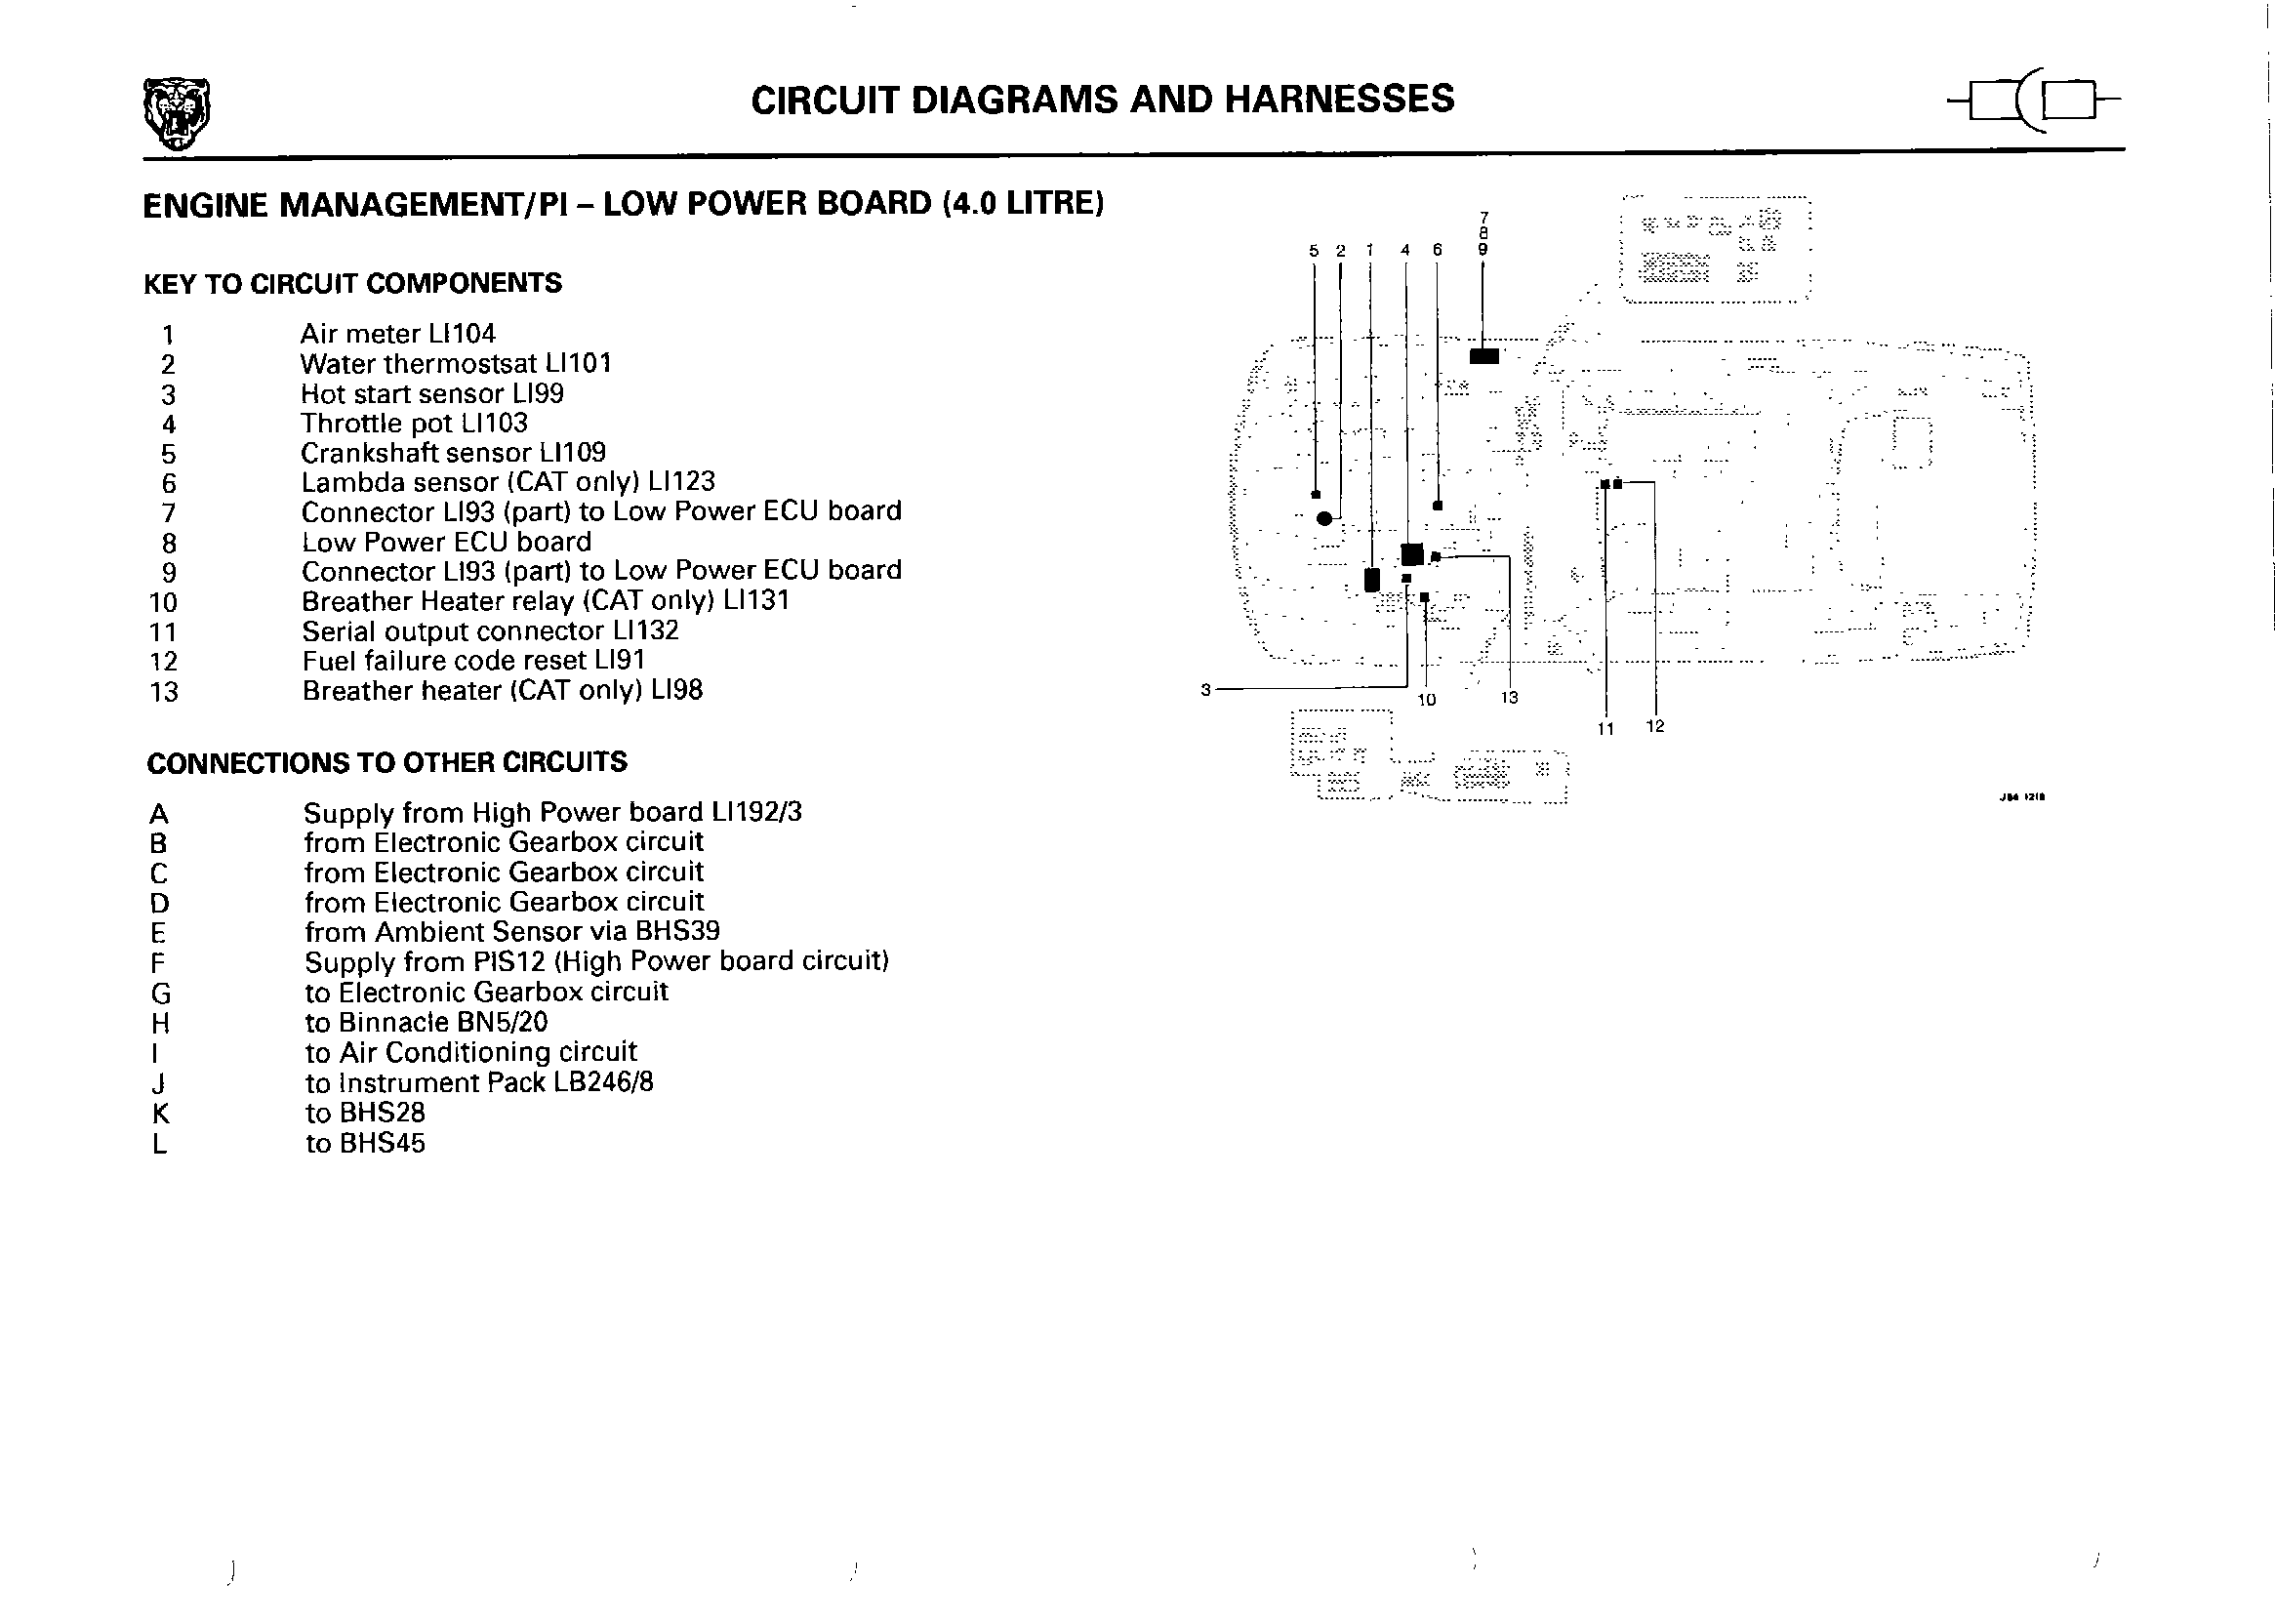 CIRCUIT DIAGRAMS AND HARNESSES
ENGINE MANAGEMENT/PI – LOW POWER BOARD (4.0 LITRE)
KEY TO CIRCUIT COMPONENTS
1 Air meter LI104
2 Water thermostsat LI101
3 Hot start sensor LI99
4 Throttle pot LI103
5 Crankshaft sensor LI109
6 Lambda sensor (CAT only) LI123
7 Connector LI93 (part) to Low Power ECU board
8 Low Power ECU board
9 Connector LI93 (part) to Low Power ECU board
10 Breather Heater relay (CAT only) LI131
11 Serial output connector LI132
12 Fuel failure code reset LI91
13 Breather heater (CAT only) LI98
CONNECTIONS TO OTHER CIRCUITS
A Supply from High Power board LI192/3
B from Electronic Gearbox circuit
C from Electronic Gearbox circuit
D from Electronic Gearbox circuit
E from Ambient Sensor via BHS39
F Supply from PIS12 (High Power board circuit)
G to Electronic Gearbox circuit
H to Binnacle BN5/20
I to Air Conditioning circuit
J to Instrument Pack LB246/8
K to BHS28
L to BHS45
7
8
5 2 1 4 6 9
3
10 13
11 12